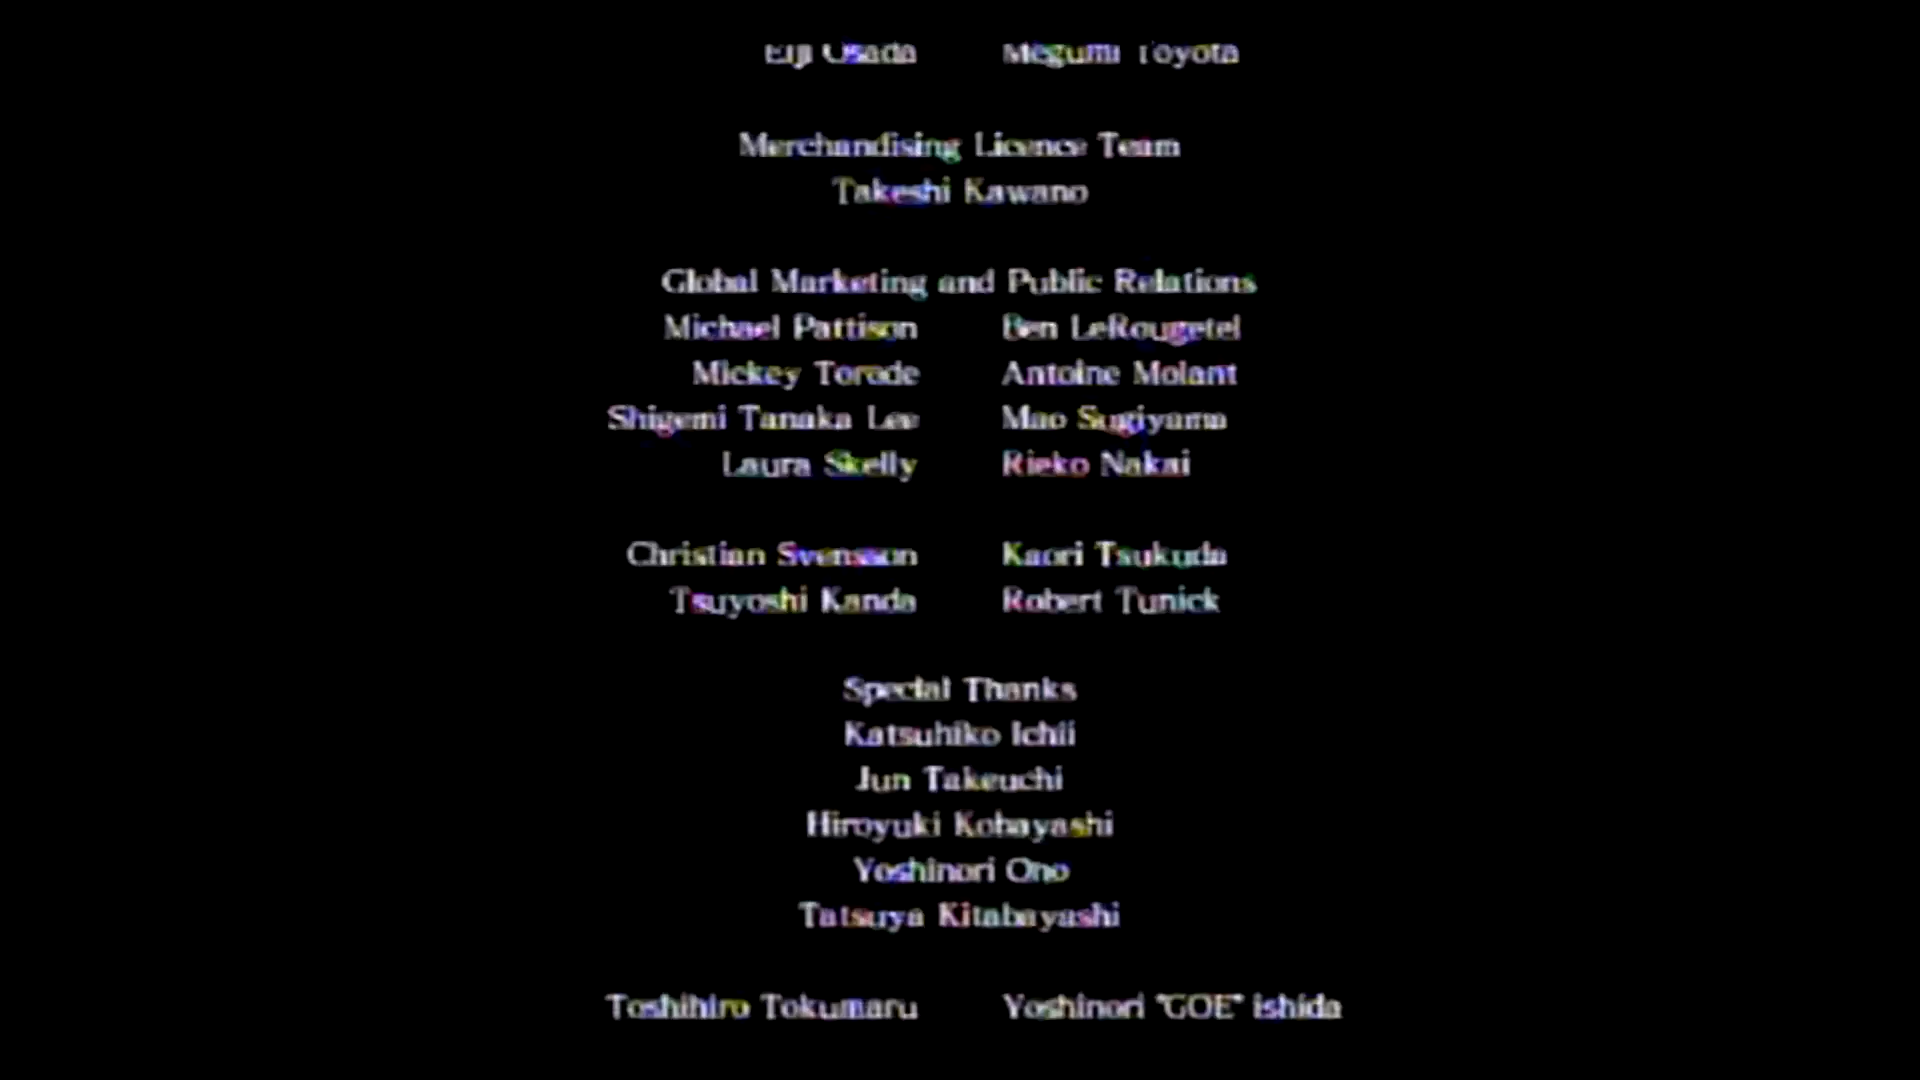 Eiji Osada Megumi Toyota
Merchandising Licence Team
Takeshi Kawano
Global Marketing and Public Relations
Michael Pattison Ben LeRougetel
Mickey Torode Antoine Molant
Shigemi Tanaka Lee Mao Sugiyama
Laura Skelly Rieko Nakai
Christian Svensson Kaori Tsukuda
Tsuyoshi Kanda Robert Tunick
Special Thanks
Katsuhiko Ichii
Jun Takeuchi
Hiroyuki Kobayashi
Yoshinori Ono
Tatsuya Kitabayashi
Toshihiro Tokumaru Yoshinori "GOE" ishida